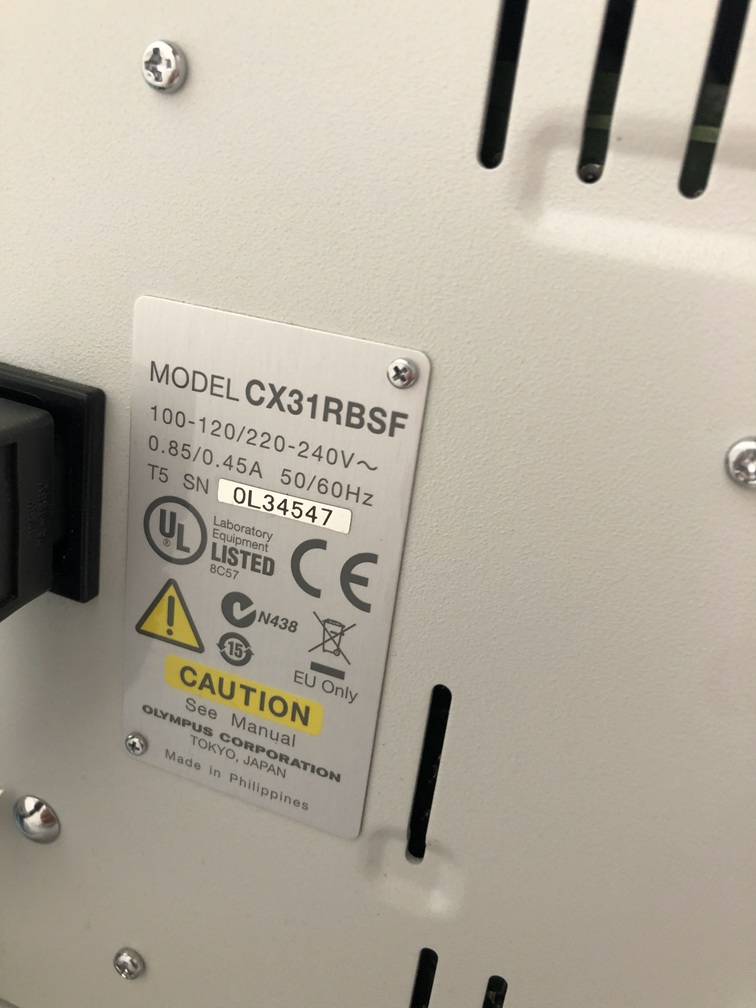 MODEL CX31RBSF
100-120/220-240V～
0.85/0.45A 50/60Hz
T5 SN OL34547
UL
®
Laboratory
Equipment
LISTED
8C57
CE
N438
15
EU Only
CAUTION
See Manual
OLYMPUS CORPORATION
TOKYO, JAPAN
Made in Philippines